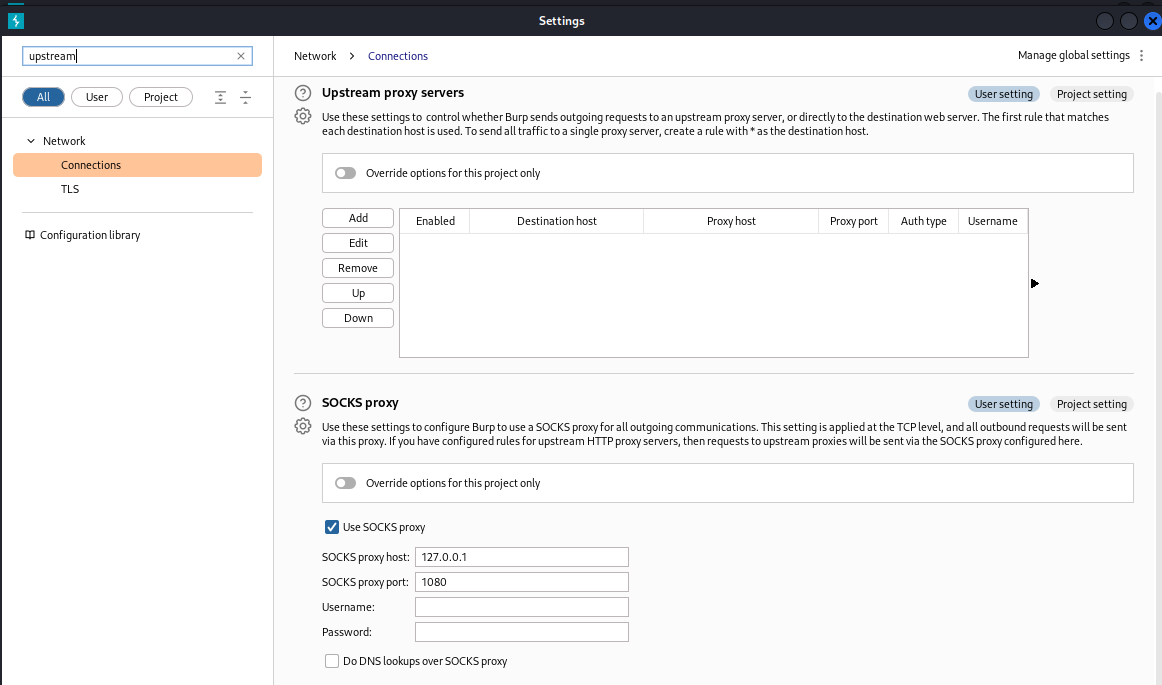 Settings
upstream
All
User
Project
Network
Connections
TLS
Configuration library
Network > Connections
Manage global settings
Upstream proxy servers
User setting
Project setting
Use these settings to control whether Burp sends outgoing requests to an upstream proxy server, or directly to the destination web server. The first rule that matches
each destination host is used. To send all traffic to a single proxy server, create a rule with * as the destination host.
Override options for this project only
Add
Edit
Remove
Up
Down
Enabled
Destination host
Proxy host
Proxy port
Auth type
Username
SOCKS proxy
User setting
Project setting
Use these settings to configure Burp to use a SOCKS proxy for all outgoing communications. This setting is applied at the TCP level, and all outbound requests will be sent
via this proxy. If you have configured rules for upstream HTTP proxy servers, then requests to upstream proxies will be sent via the SOCKS proxy configured here.
Override options for this project only
Use SOCKS proxy
SOCKS proxy host: 127.0.0.1
SOCKS proxy port: 1080
Username:
Password:
Do DNS lookups over SOCKS proxy